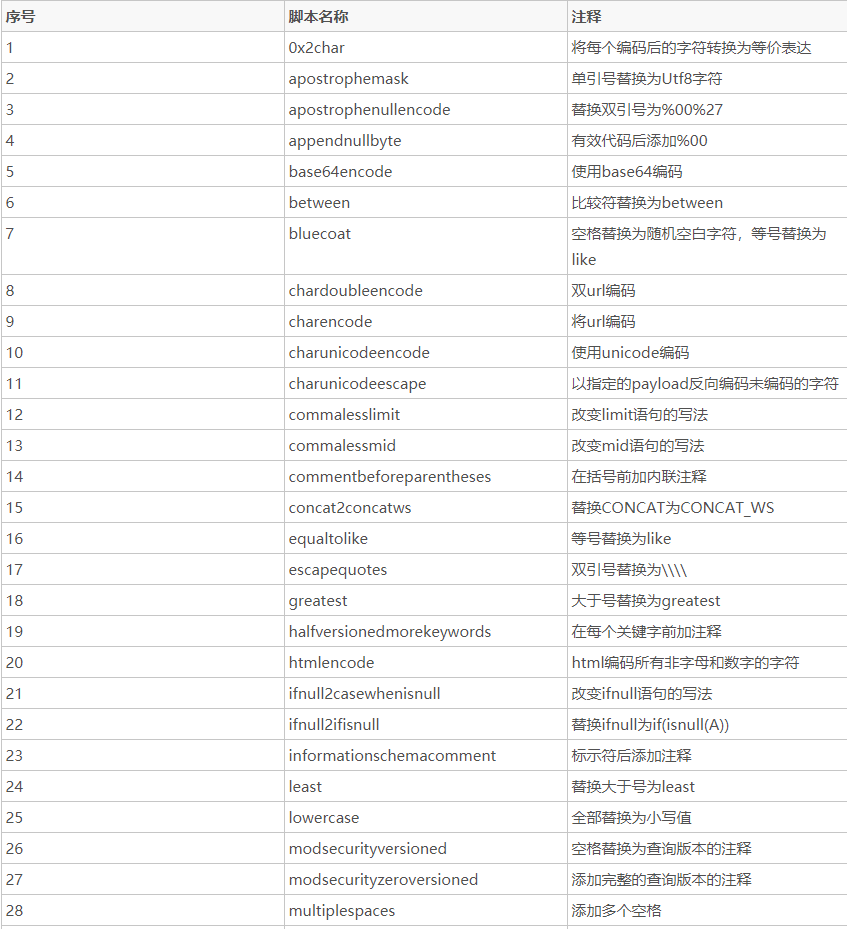 序号 脚本名称 注释
1 0x2char 将每个编码后的字符转换为等价表达
2 apostrophemask 单引号替换为Utf8字符
3 apostrophenullencode 替换双引号为%00%27
4 appendnullbyte 有效代码后添加%00
5 base64encode 使用base64编码
6 between 比较符替换为between
7 bluecoat 空格替换为随机空白字符，等号替换为
like
8 chardoubleencode 双url编码
9 charencode 将url编码
10 charunicodeencode 使用unicode编码
11 charunicodeescape 以指定的payload反向编码未编码的字符
12 commalesslimit 改变limit语句的写法
13 commalessmid 改变mid语句的写法
14 commentbeforeparentheses 在括号前加内联注释
15 concat2concatws 替换CONCAT为CONCAT_WS
16 equaltolike 等号替换为like
17 escapequotes 双引号替换为\\\\
18 greatest 大于号替换为greatest
19 halfversionedmorekeywords 在每个关键字前加注释
20 htmlencode html编码所有非字母和数字的字符
21 ifnull2casewhenisnull 改变ifnull语句的写法
22 ifnull2ifisnull 替换ifnull为if(isnull(A))
23 informationschemacomment 标示符后添加注释
24 least 替换大于号为least
25 lowercase 全部替换为小写值
26 modsecurityversioned 空格替换为查询版本的注释
27 modsecurityzeroversioned 添加完整的查询版本的注释
28 multiplespaces 添加多个空格